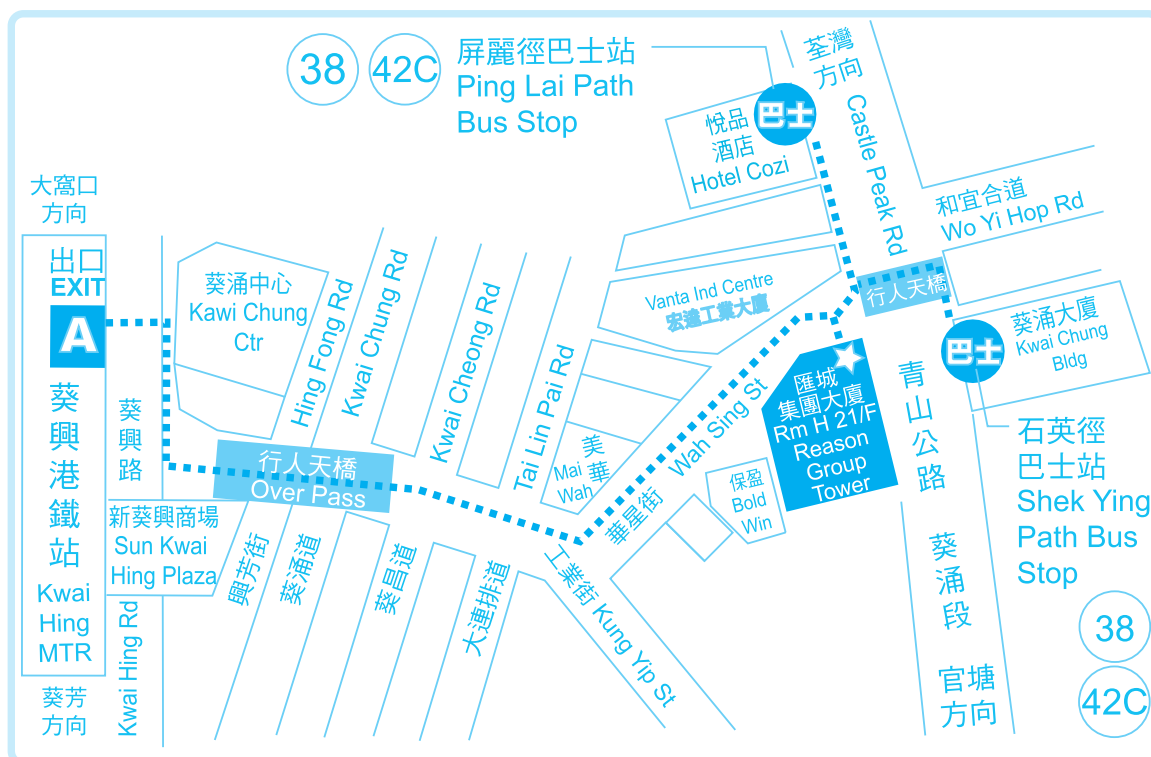 38
42C
屏麗徑巴士站
Ping Lai Path
Bus Stop
荃灣
方向
Castle Peak Rd
巴士
悅品
酒店
Hotel Cozi
和宜合道
Wo Yi Hop Rd
大窩口
方向
出口
EXIT
A
葵興港鐵站
Kwai
Hing
MTR
葵芳
方向
葵興路
Kwai Hing Rd
葵涌中心
Kawi Chung
Ctr
Hing Fong Rd
Kwai Chung Rd
Kwai Cheong Rd
Tai Lin Pai Rd
Vanta Ind Centre
宏達工業大廈
行人天橋
葵涌大廈
Kwai Chung
Bldg
巴士
匯城
集團大廈
Rm H 21/F
Reason
Group
Tower
青山公路
葵涌段
官塘
方向
石英徑
巴士站
Shek Ying
Path Bus
Stop
38
42C
行人天橋
Over Pass
美華
Mai
Wah
Wah Sing St
華星街
保盈
Bold
Win
新葵興商場
Sun Kwai
Hing Plaza
興芳街
葵涌道
葵昌道
大連排道
工業街 Kung Yip St